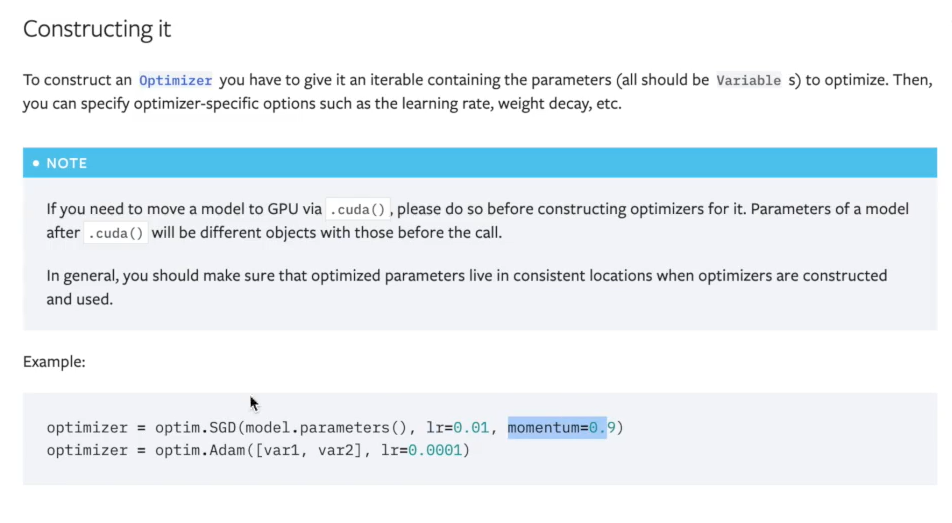 Constructing it
To construct an Optimizer you have to give it an iterable containing the parameters (all should be Variable s) to optimize. Then,
you can specify optimizer-specific options such as the learning rate, weight decay, etc.
NOTE
If you need to move a model to GPU via .cuda() , please do so before constructing optimizers for it. Parameters of a model
after .cuda() will be different objects with those before the call.
In general, you should make sure that optimized parameters live in consistent locations when optimizers are constructed
and used.
Example:
optimizer = optim.SGD(model.parameters(), lr=0.01, momentum=0.9)
optimizer = optim.Adam([var1, var2], lr=0.0001)